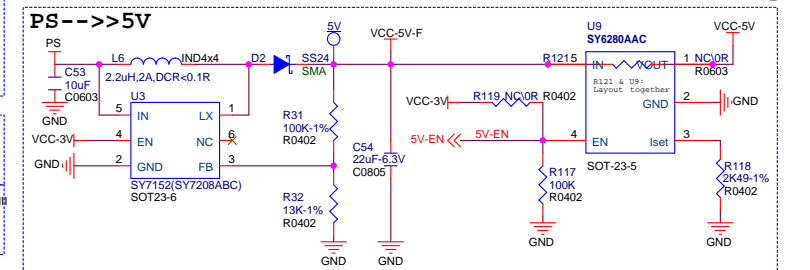 PS-->>5V
PS
L6
IND4x4
2.2uH,2A,DCR<0.1R
D2
SS24
SMA
5V
VCC-5V-F
C53
10uF
C0603
GND
U3
5
IN
LX
1
VCC-3V
4
EN
NC
6
GND
2
GND
FB
3
SY7152(SY7208ABC)
SOT23-6
R31
100K-1%
R0402
R32
13K-1%
R0402
GND
C54
22uF-6.3V
C0805
GND
U9
SY6280AAC
R121
5
IN
VOUT
1
NC\0R
R0603
VCC-5V
R121 & U9:
Layout together
GND
2
GND
VCC-3V
R119
NC\0R
R0402
5V-EN
5V-EN
4
EN
Iset
3
SOT-23-5
R117
100K
R0402
GND
R118
2K49-1%
R0402
GND